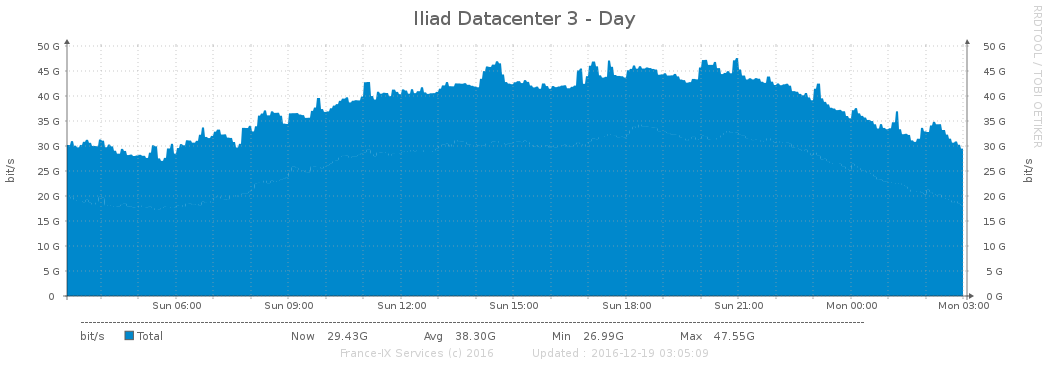 Iliad Datacenter 3 - Day
RRDTOOL / TOBI OETIKER
50 G 50 G
45 G 45 G
40 G 40 G
35 G 35 G
30 G 30 G
25 G 25 G
20 G 20 G
15 G 15 G
10 G 10 G
5 G 5 G
0 0 G
bit/s bit/s
Sun 06:00 Sun 09:00 Sun 12:00 Sun 15:00 Sun 18:00 Sun 21:00 Mon 00:00 Mon 03:00
bit/s Total Now 29.43G Avg 38.30G Min 26.99G Max 47.55G
France-IX Services (c) 2016 Updated : 2016-12-19 03:05:09